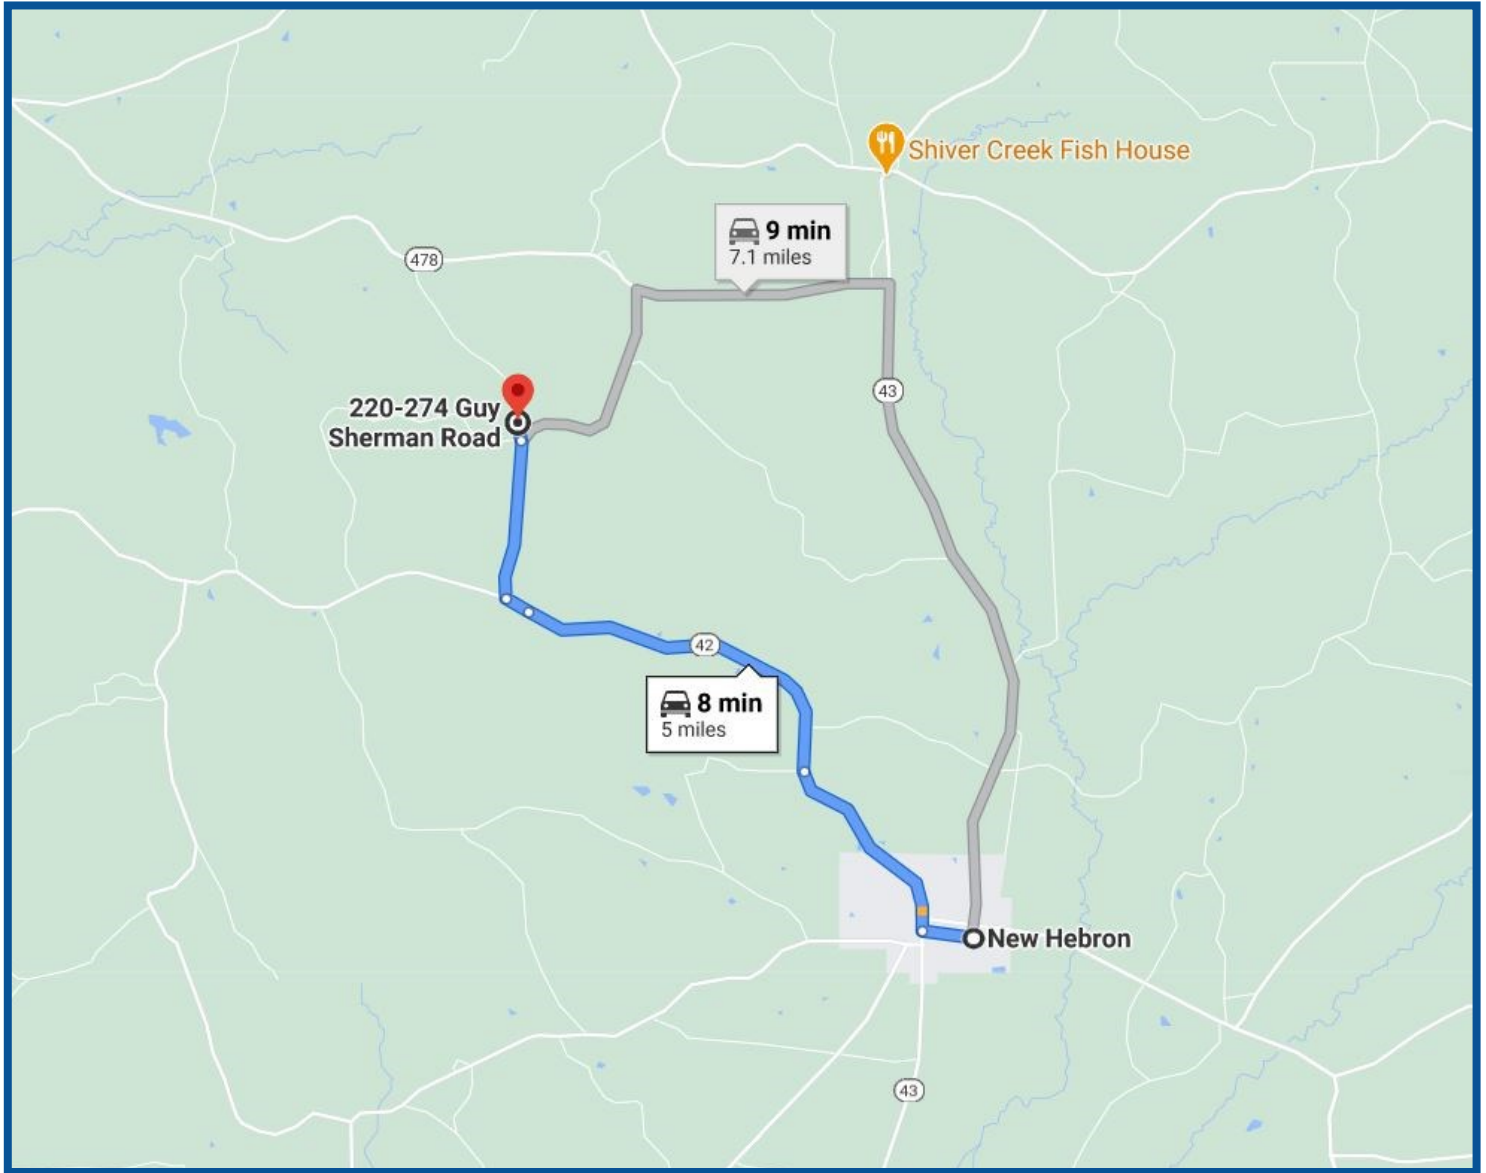 Shiver Creek Fish House
9 min
7.1 miles
478
43
220-274 Guy
Sherman Road
42
8 min
5 miles
New Hebron
43